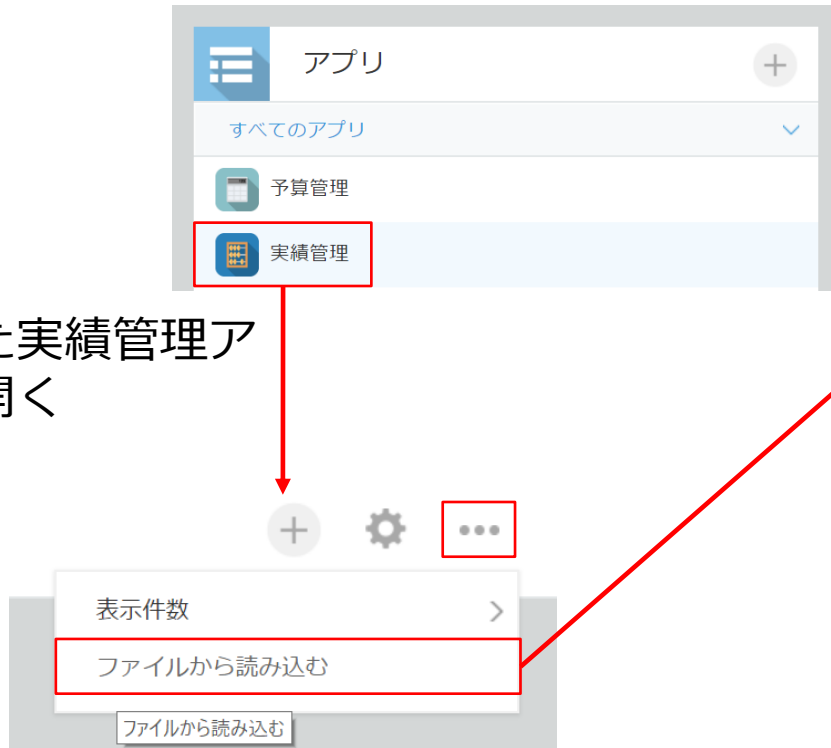 アプリ
すべてのアプリ
予算管理
実績管理
た実績管理ア
開く
表示件数
ファイルから読み込む
ファイルから読み込む